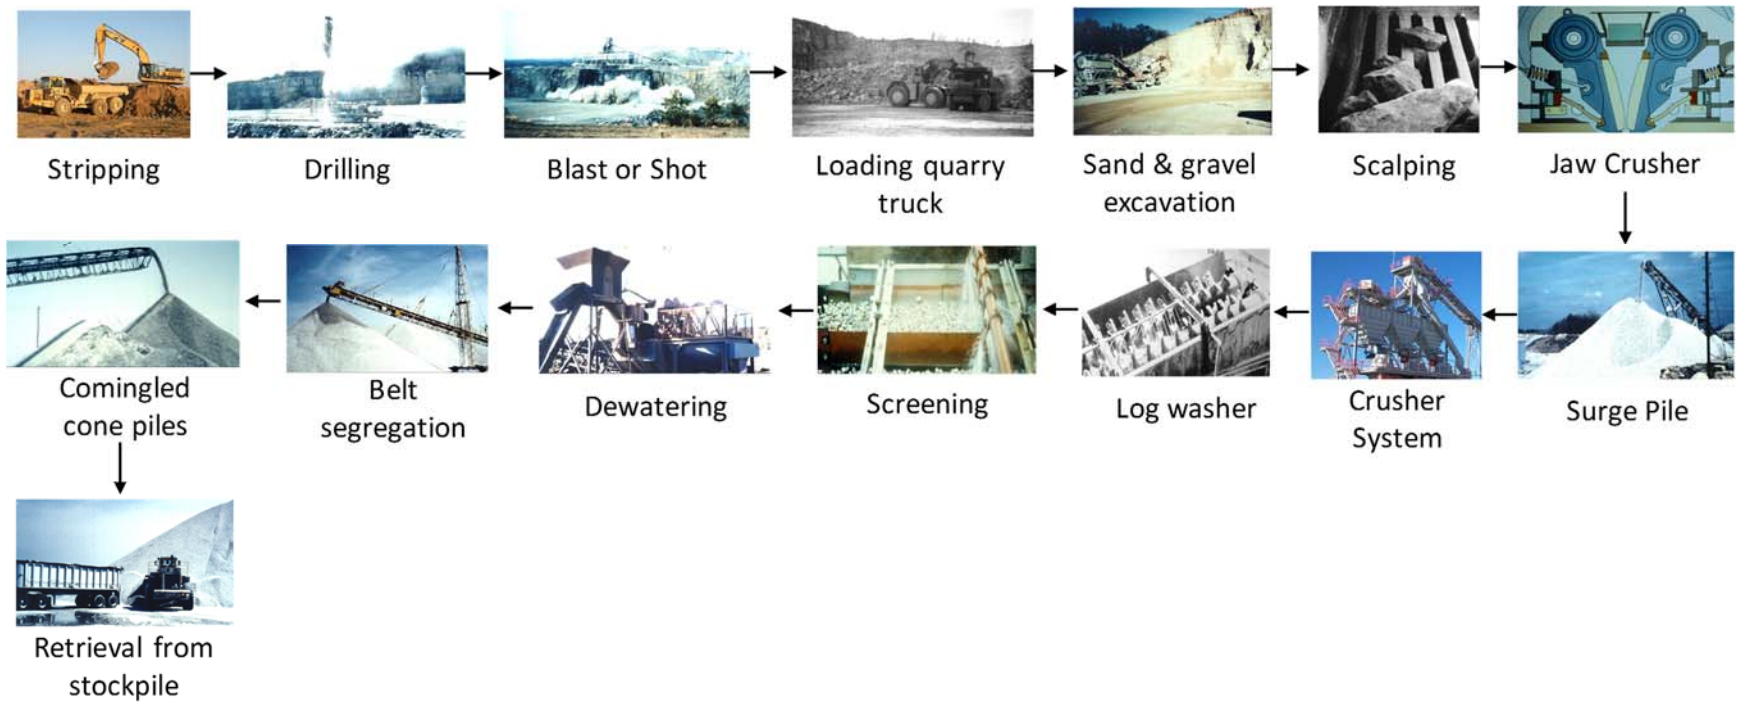 Stripping
Drilling
Blast or Shot
Loading quarry
truck
Sand & gravel
excavation
Scalping
Jaw Crusher
Surge Pile
Crusher
System
Log washer
Screening
Dewatering
Belt
segregation
Comingled
cone piles
Retrieval from
stockpile